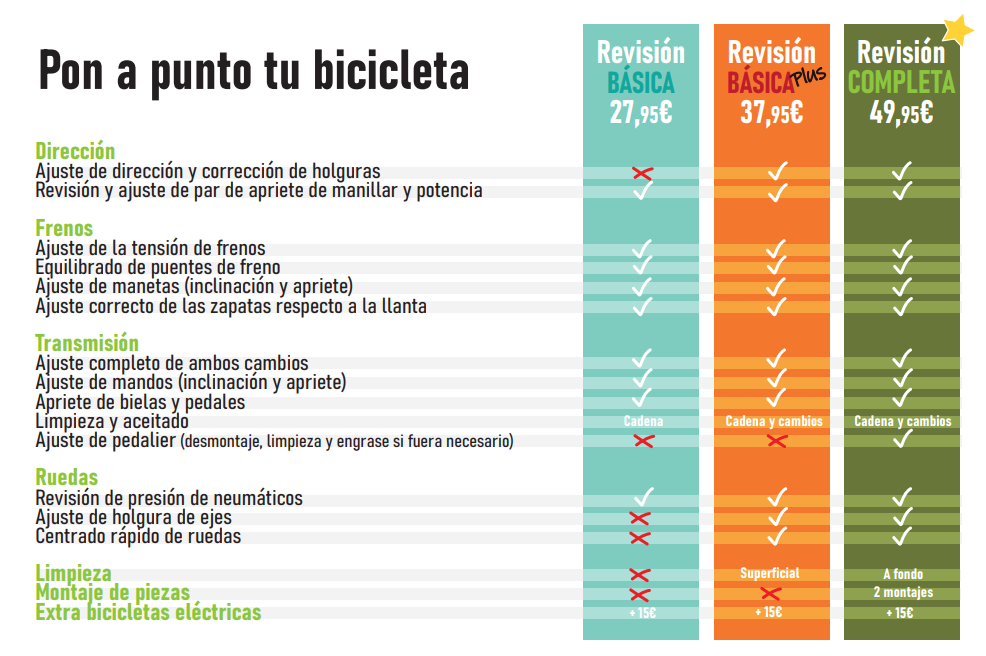 Pon a punto tu bicicleta
Revisión BÁSICA 27,95€
Revisión BÁSICA Plus 37,95€
Revisión COMPLETA 49,95€
Dirección
Ajuste de dirección y corrección de holguras
Revisión y ajuste de par de apriete de manillar y potencia
Frenos
Ajuste de la tensión de frenos
Equilibrado de puentes de freno
Ajuste de manetas (inclinación y apriete)
Ajuste correcto de las zapatas respecto a la llanta
Transmisión
Ajuste completo de ambos cambios
Ajuste de mandos (inclinación y apriete)
Apriete de bielas y pedales
Limpieza y aceitado Cadena Cadena y cambios Cadena y cambios
Ajuste de pedalier (desmontaje, limpieza y engrase si fuera necesario)
Ruedas
Revisión de presión de neumáticos
Ajuste de holgura de ejes
Centrado rápido de ruedas
Limpieza Superficial A fondo
Montaje de piezas 2 montajes
Extra bicicletas eléctricas + 15€ + 15€ + 15€